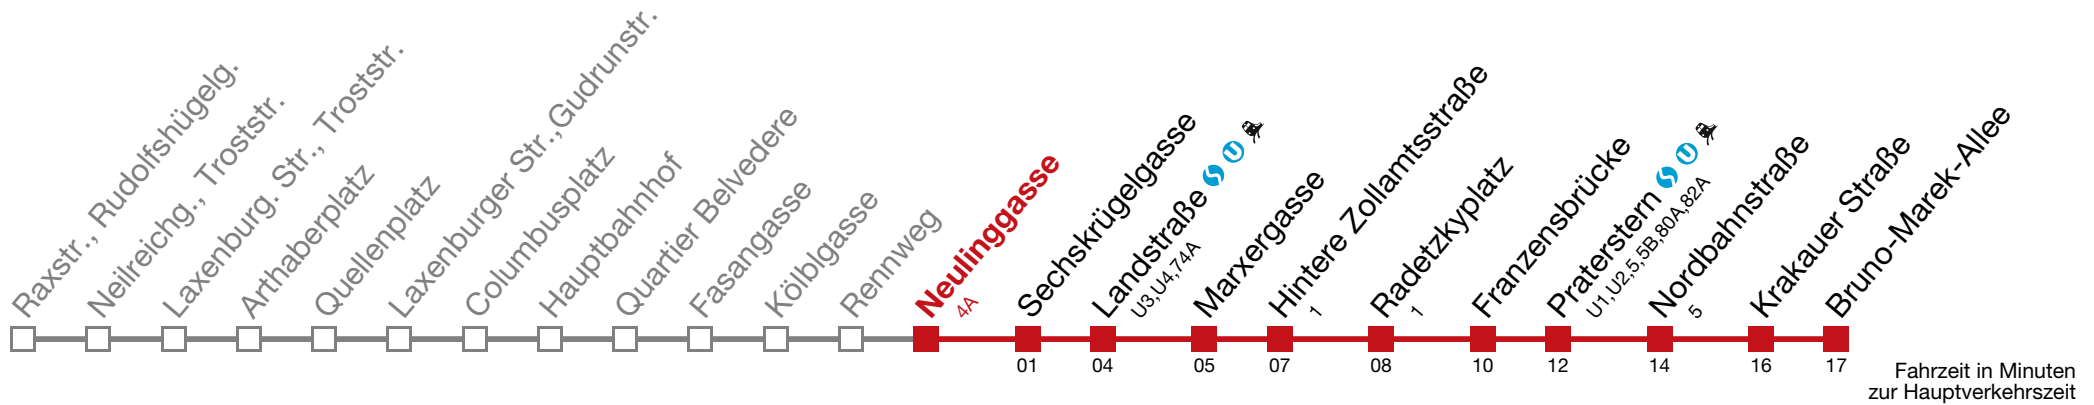 Raxstr., Rudolfshügelg.
Neilreichg., Troststr.
Laxenburg. Str., Troststr.
Arthaberplatz
Quellenplatz
Laxenburger Str.,Gudrunstr.
Columbusplatz
Hauptbahnhof
Quartier Belvedere
Fasangasse
Kölblgasse
Rennweg
Neulinggasse
4A
Sechskrügelgasse
Landstraße S U
U3,U4,74A
Marxergasse
Hintere Zollamtsstraße
1
Radetzkyplatz
1
Franzensbrücke
Praterstern S U
U1,U2,5,5B,80A,82A
Nordbahnstraße
5
Krakauer Straße
Bruno-Marek-Allee
01 04 05 07 08 10 12 14 16 17
Fahrzeit in Minuten
zur Hauptverkehrszeit